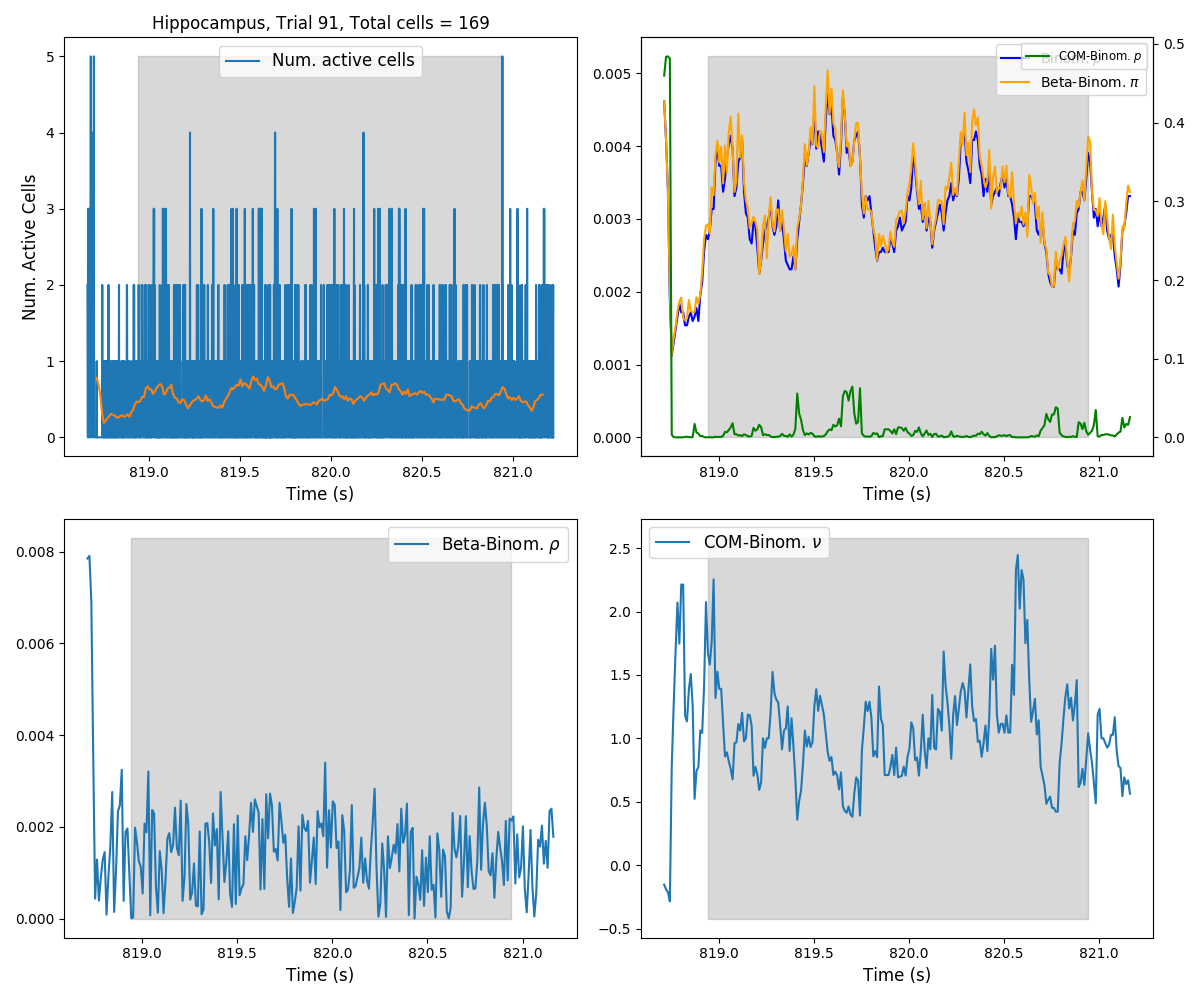 Hippocampus, Trial 91, Total cells = 169
Num. active cells
Num. Active Cells
5
4
3
2
1
0
819.0 819.5 820.0 820.5 821.0
Time (s)
COM-Binom. p
Beta-Binom. π
0.005
0.004
0.003
0.002
0.001
0.000
0.5
0.4
0.3
0.2
0.1
0.0
819.0 819.5 820.0 820.5 821.0
Time (s)
Beta-Binom. ρ
0.008
0.006
0.004
0.002
0.000
819.0 819.5 820.0 820.5 821.0
Time (s)
COM-Binom. ν
2.5
2.0
1.5
1.0
0.5
0.0
−0.5
819.0 819.5 820.0 820.5 821.0
Time (s)